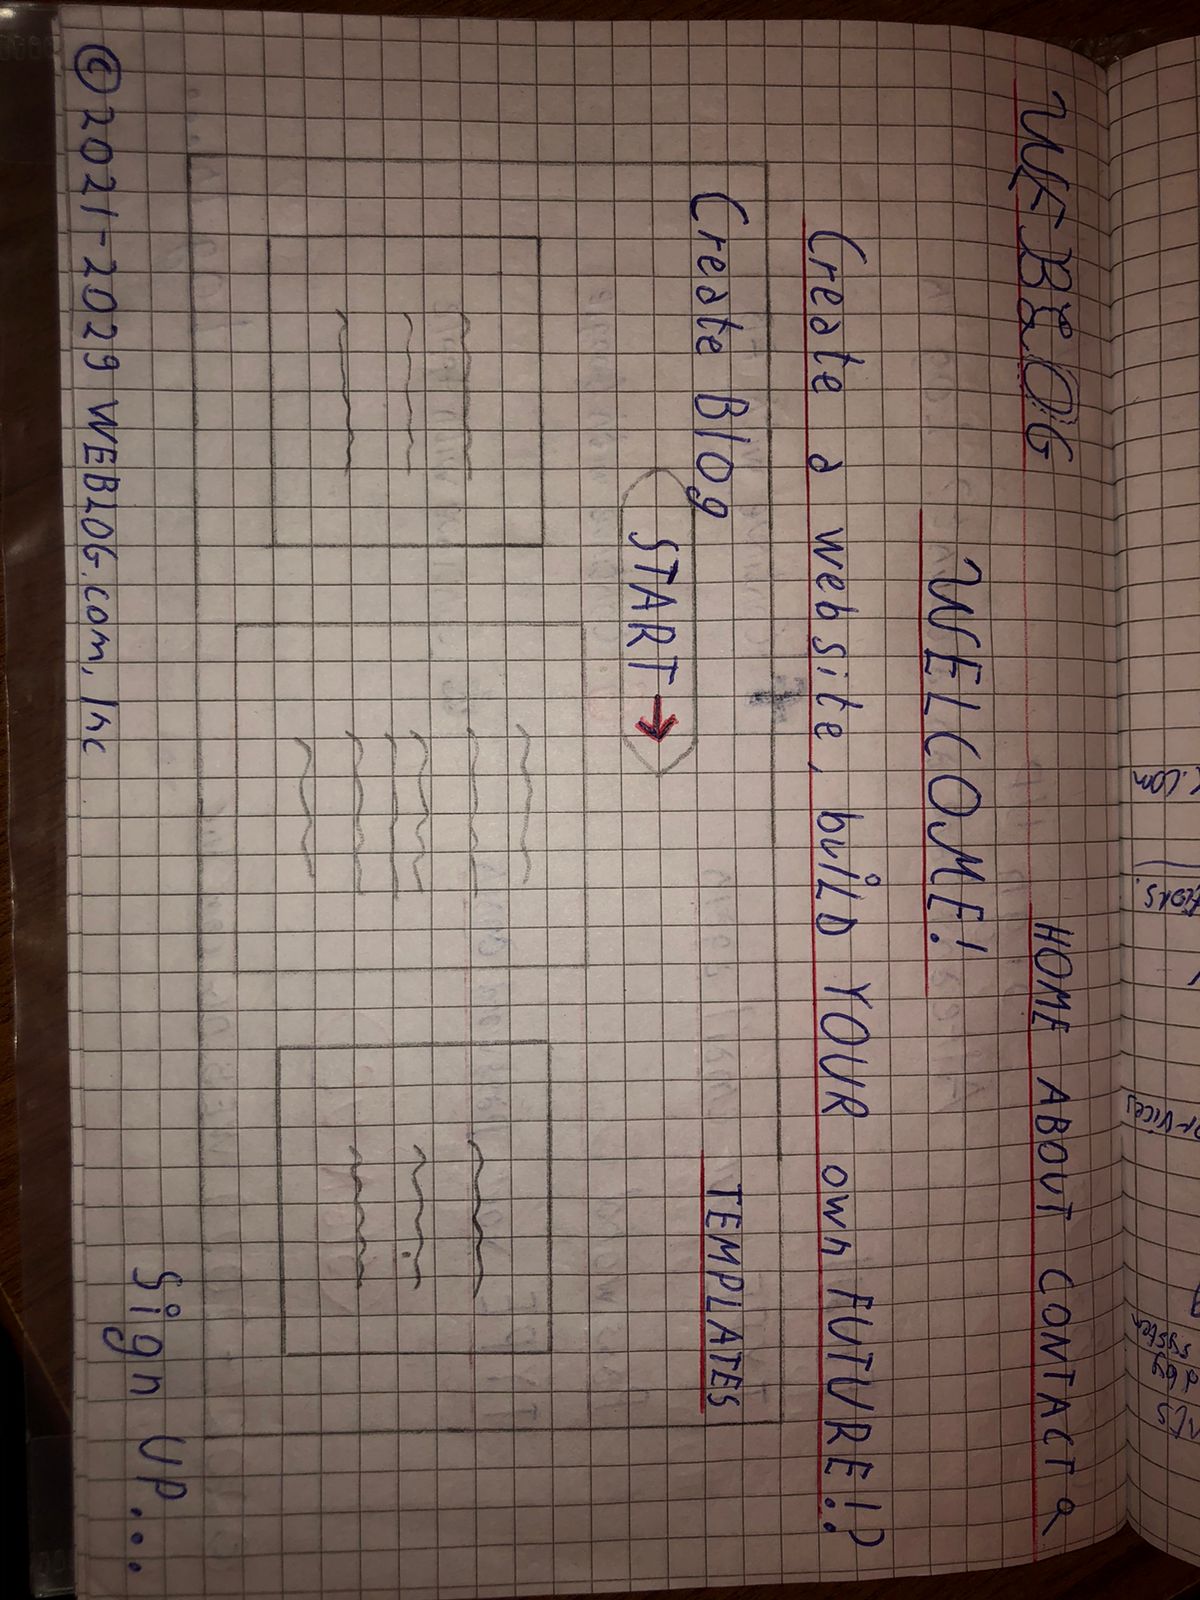 WEBLOG HOME ABOUT CONTACT
WELCOME!
Create a website, buiLD YOUR own FUTURE!?
Create Blog TEMPLATES
START →
Sign UP...
© 2021-2029 WEBLOG.com, Inc